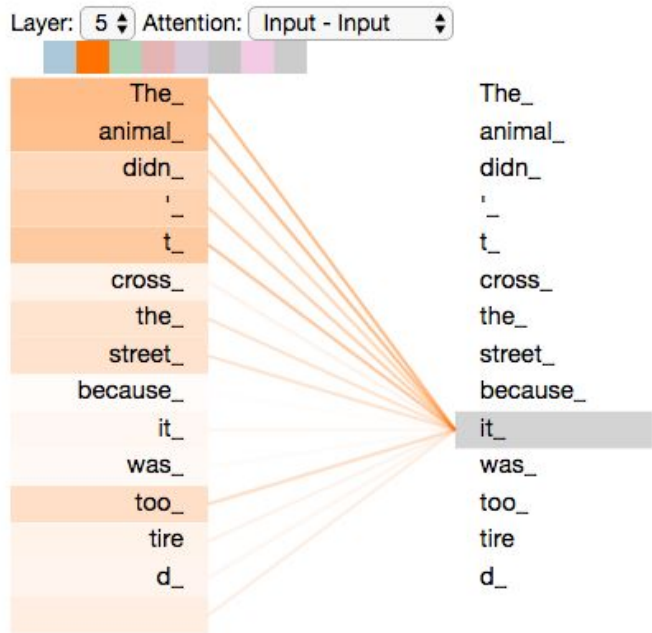 Layer: 5 Attention: Input - Input
The_ The_
animal_ animal_
didn_ didn_
'_ '_
t_ t_
cross_ cross_
the_ the_
street_ street_
because_ because_
it_ it_
was_ was_
too_ too_
tire tire
d_ d_